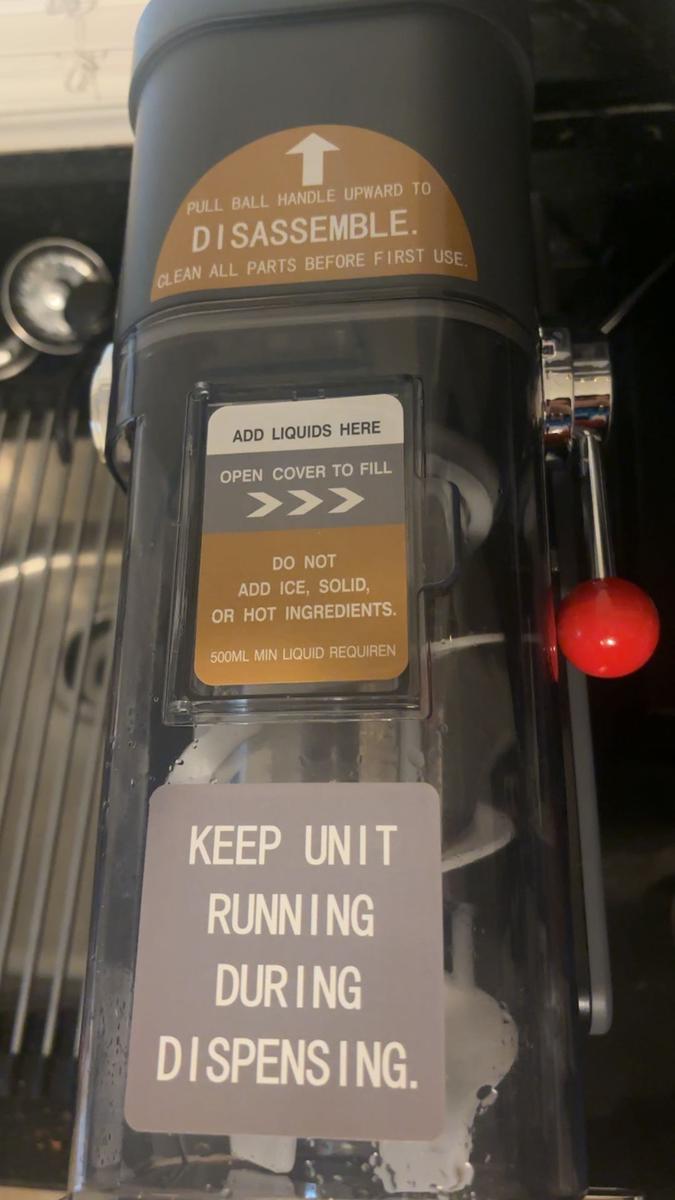 PULL BALL HANDLE UPWARD TO
DISASSEMBLE.
CLEAN ALL PARTS BEFORE FIRST USE.
ADD LIQUIDS HERE
OPEN COVER TO FILL
DO NOT
ADD ICE, SOLID,
OR HOT INGREDIENTS.
500ML MIN LIQUID REQUIREN
KEEP UNIT
RUNNING
DURING
DISPENSING.